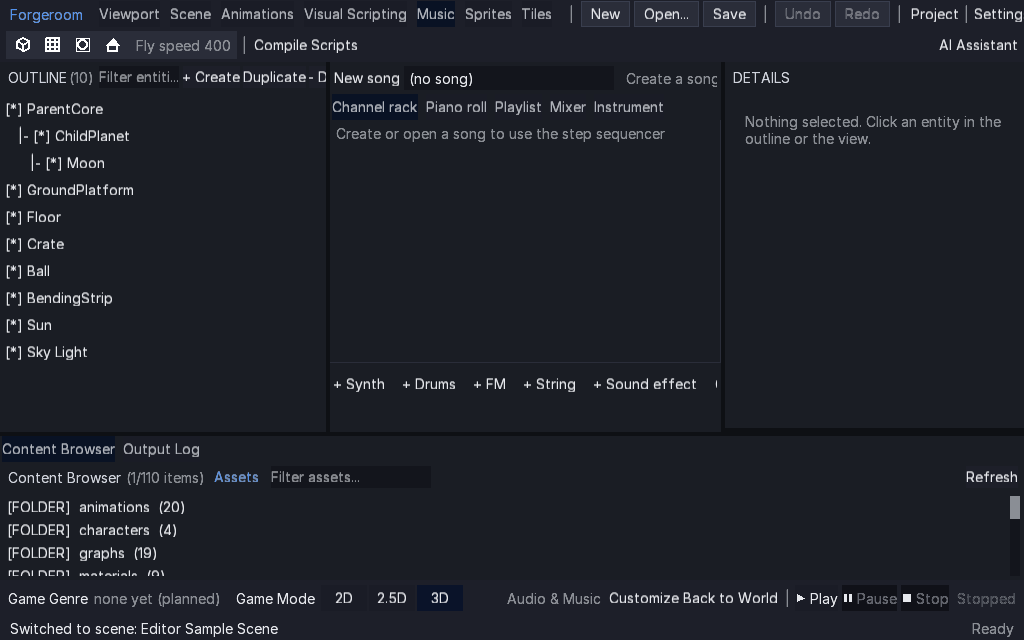 Forgeroom Viewport Scene Animations Visual Scripting Music Sprites Tiles | New Open... Save | Undo Redo | Project | Setting
Fly speed 400 | Compile Scripts AI Assistant
OUTLINE (10) Filter entiti... + Create Duplicate - D
[*] ParentCore
|- [*] ChildPlanet
|- [*] Moon
[*] GroundPlatform
[*] Floor
[*] Crate
[*] Ball
[*] BendingStrip
[*] Sun
[*] Sky Light
New song (no song) Create a song
Channel rack Piano roll Playlist Mixer Instrument
Create or open a song to use the step sequencer
+ Synth + Drums + FM + String + Sound effect
DETAILS
Nothing selected. Click an entity in the
outline or the view.
Content Browser Output Log
Content Browser (1/110 items) Assets Filter assets... Refresh
[FOLDER] animations (20)
[FOLDER] characters (4)
[FOLDER] graphs (19)
[FOLDER] materials (9)
Game Genre none yet (planned) Game Mode 2D 2.5D 3D Audio & Music Customize Back to World | Play Pause Stop Stopped
Switched to scene: Editor Sample Scene Ready